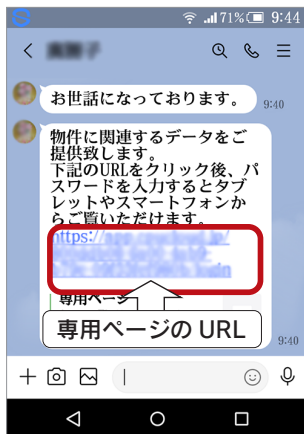 71% 9:44
お世話になっております。
9:40
物件に関連するデータをご
提供致します。
下記のURLをクリック後、パ
スワードを入力するとタブ
レットやスマートフォンか
らご覧いただけます。
https://
専用ページ
専用ページの URL
9:40